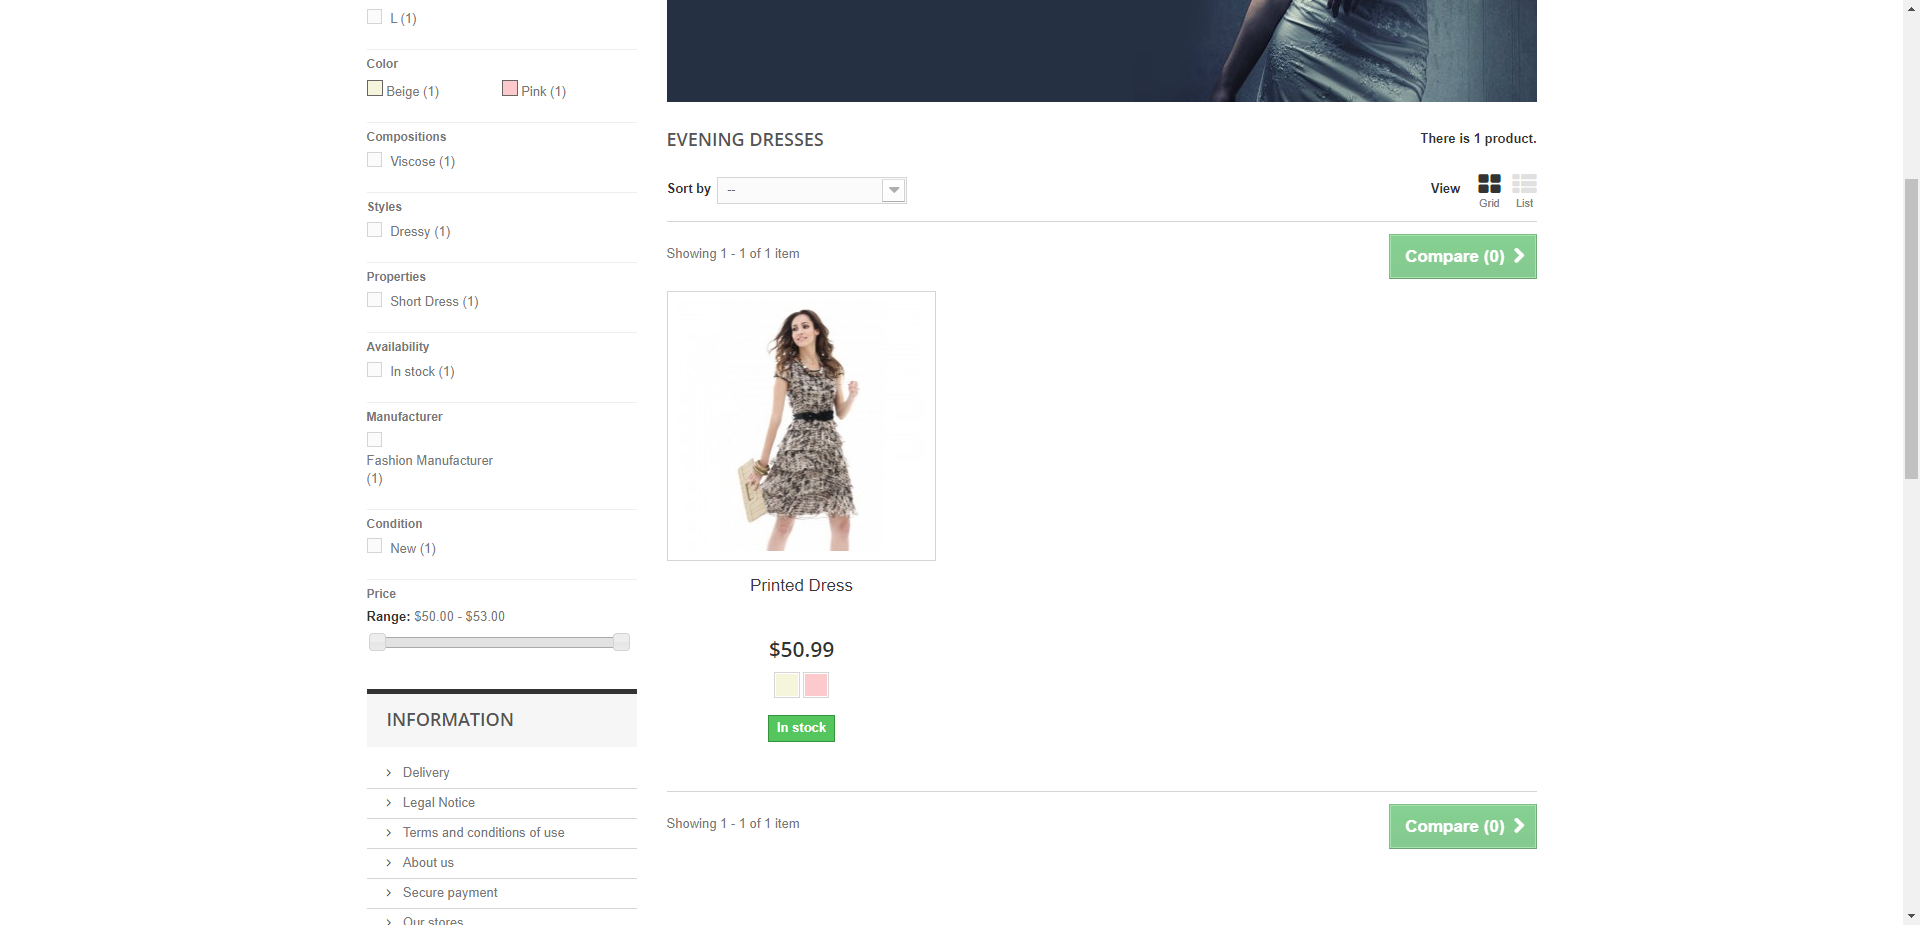 L (1)
Color
Beige (1)
Pink (1)
Compositions
Viscose (1)
Styles
Dressy (1)
Properties
Short Dress (1)
Availability
In stock (1)
Manufacturer
Fashion Manufacturer
(1)
Condition
New (1)
Price
Range: $50.00 - $53.00
INFORMATION
Delivery
Legal Notice
Terms and conditions of use
About us
Secure payment
Our stores
EVENING DRESSES
There is 1 product.
Sort by
--
View
Grid
List
Showing 1 - 1 of 1 item
Compare (0)
Printed Dress
$50.99
In stock
Showing 1 - 1 of 1 item
Compare (0)